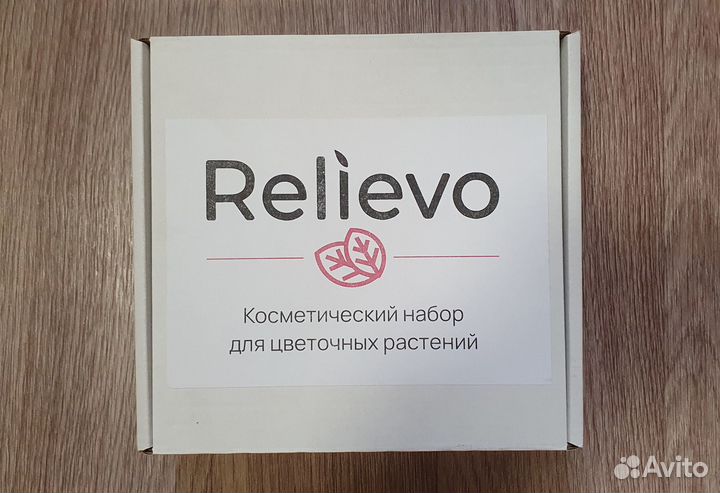 Relievo
Косметический набор
для цветочных растений
Avito